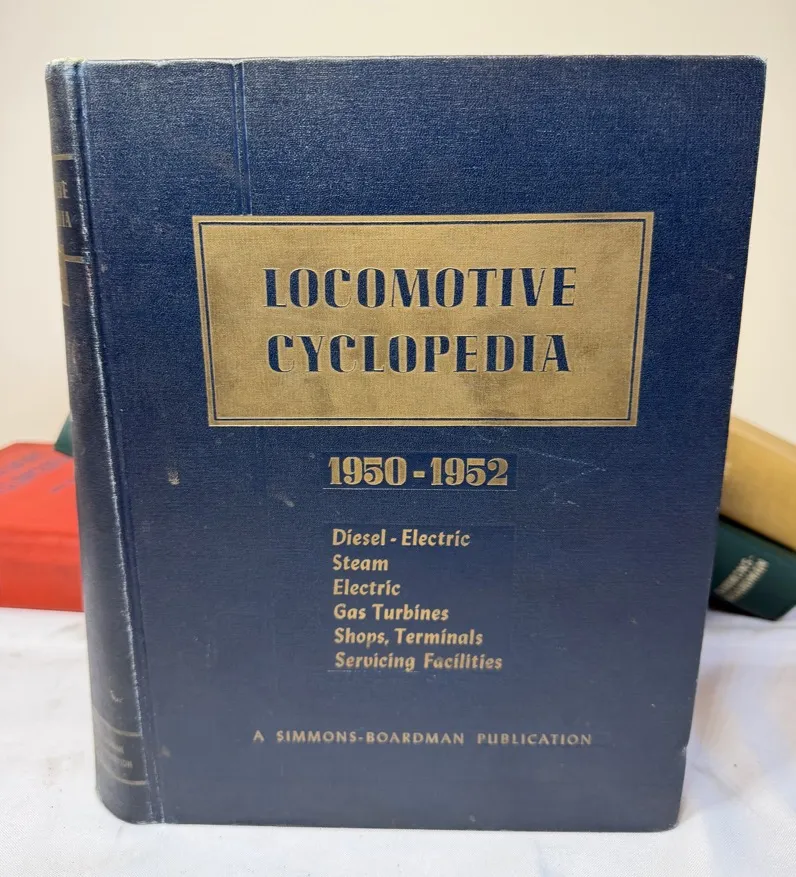 LOCOMOTIVE
CYCLOPEDIA
1950-1952
Diesel-Electric
Steam
Electric
Gas Turbines
Shops, Terminals
Servicing Facilities
A SIMMONS-BOARDMAN PUBLICATION